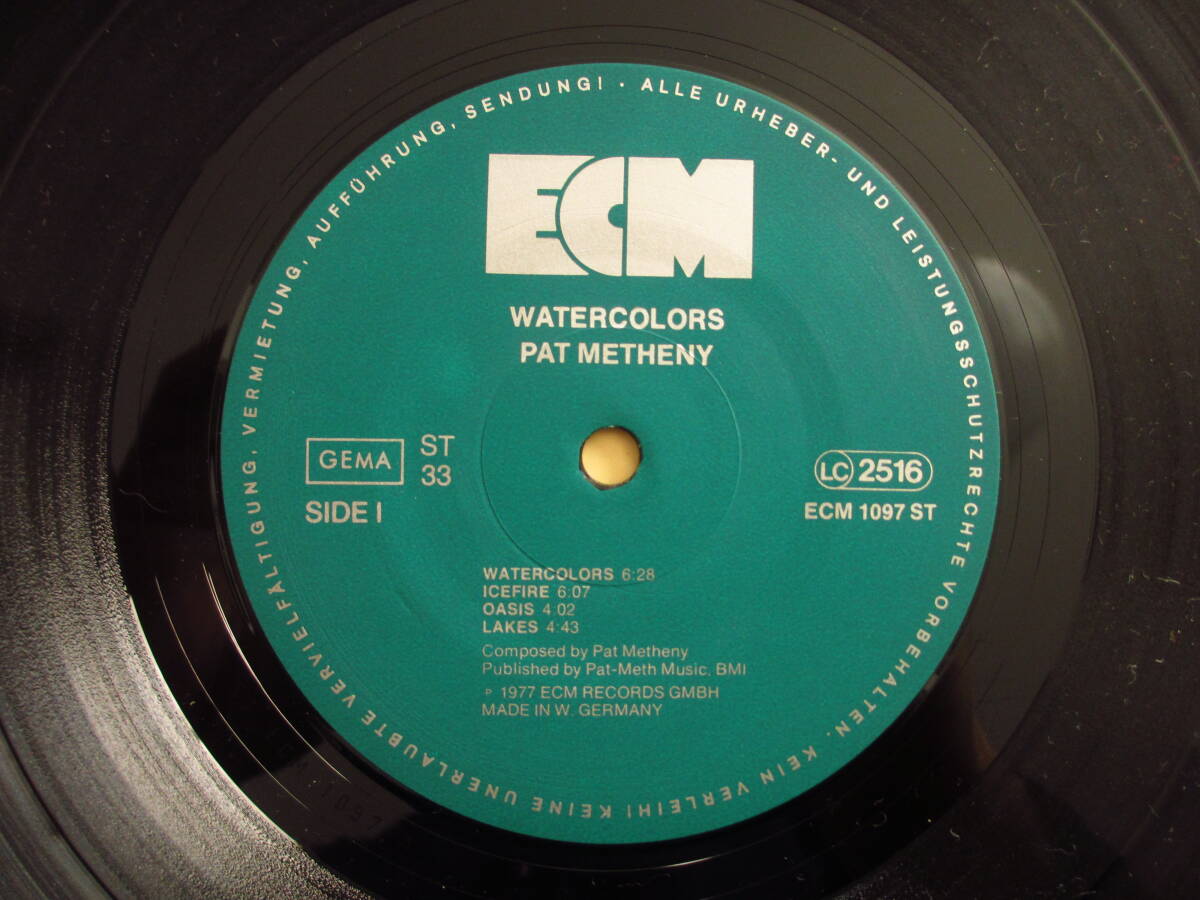 ALLE URHEBER- UND LEISTUNGSSCHUTZRECHTE VORBEHALTEN. KEIN VERLEIH! KEINE UNERLAUBTE VERVIELFÄLTIGUNG, VERMIETUNG, AUFFÜHRUNG, SENDUNG! ·
ECM
WATERCOLORS
PAT METHENY
GEMA
ST
33
SIDE I
LC 2516
ECM 1097 ST
WATERCOLORS 6:28
ICEFIRE 6:07
OASIS 4:02
LAKES 4:43
Composed by Pat Metheny
Published by Pat-Meth Music, BMI
℗ 1977 ECM RECORDS GMBH
MADE IN W. GERMANY